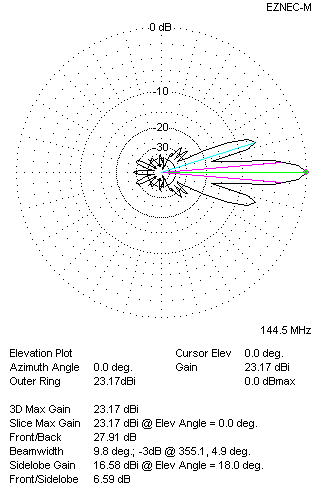 EZNEC-M
0 dB
-10
-20
-30
144.5 MHz
Elevation Plot Cursor Elev 0.0 deg.
Azimuth Angle 0.0 deg. Gain 23.17 dBi
Outer Ring 23.17dBi 0.0 dBmax
3D Max Gain 23.17 dBi
Slice Max Gain 23.17 dBi @ Elev Angle = 0.0 deg.
Front/Back 27.91 dB
Beamwidth 9.8 deg.; -3dB @ 355.1, 4.9 deg.
Sidelobe Gain 16.58 dBi @ Elev Angle = 18.0 deg.
Front/Sidelobe 6.59 dB